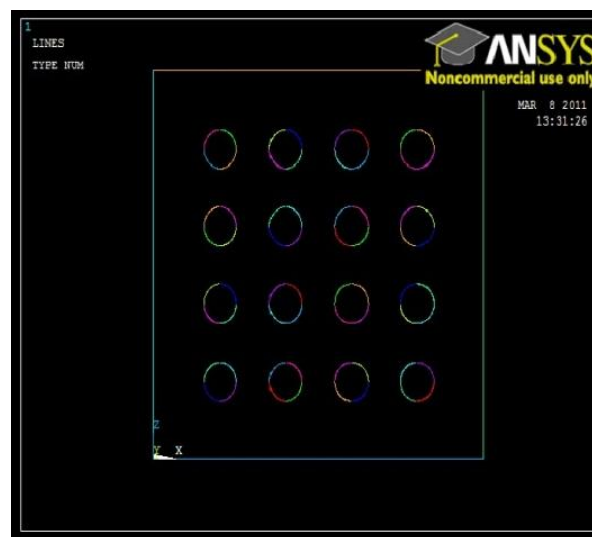 1
LINES
TYPE NUM
ANSYS
Noncommercial use only
MAR 8 2011
13:31:26
Z
Y X